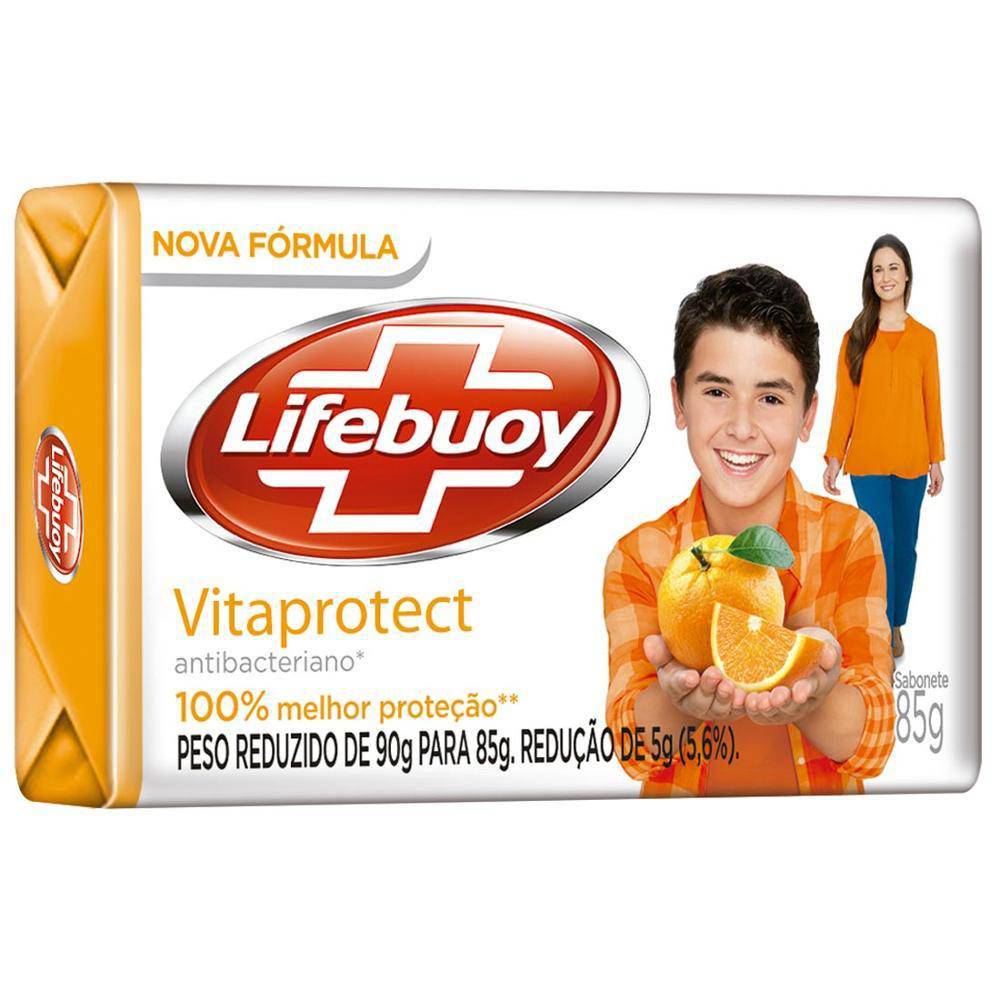 NOVA FÓRMULA
Lifebuoy
Lifebuoy
Vitaprotect
antibacteriano*
100% melhor proteção**
PESO REDUZIDO DE 90g PARA 85g. REDUÇÃO DE 5g (5,6%).
Sabonete
85g